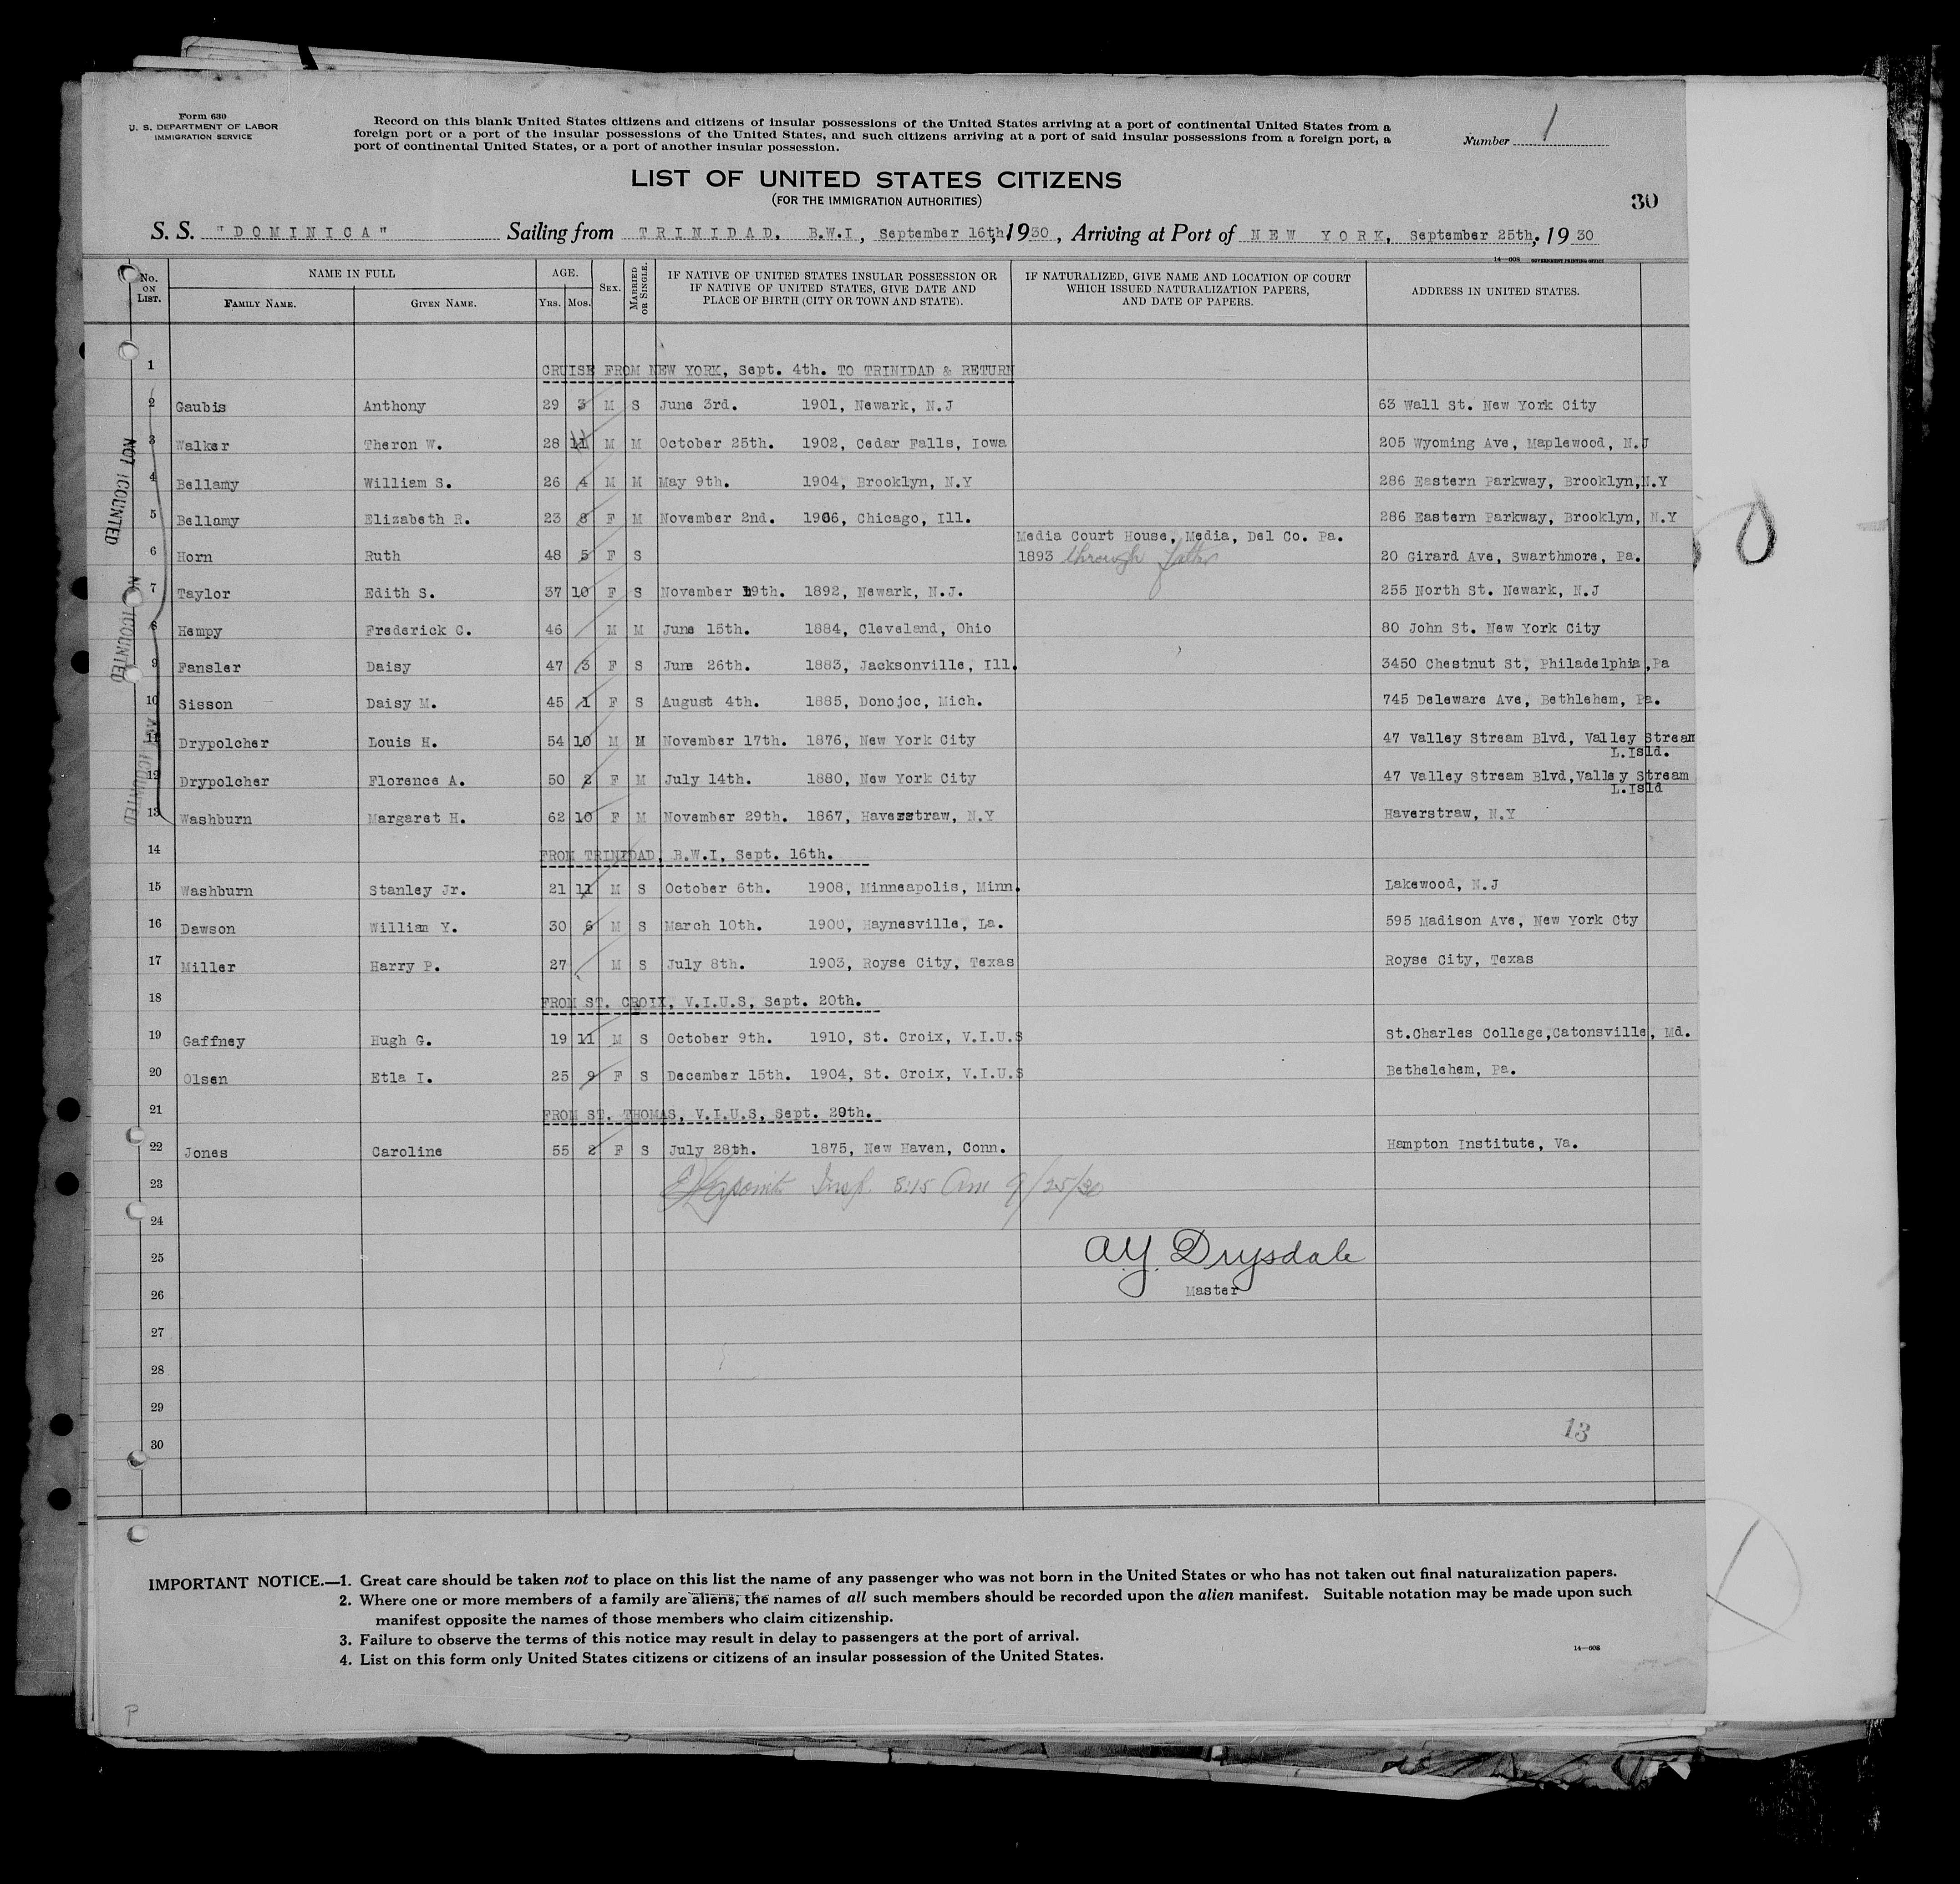 Form 630
U. S. DEPARTMENT OF LABOR
IMMIGRATION SERVICE
Record on this blank United States citizens and citizens of insular possessions of the United States arriving at a port of continental United States from a
foreign port or a port of the insular possessions of the United States, and such citizens arriving at a port of said insular possessions from a foreign port, a
port of continental United States, or a port of another insular possession.
Number 1
LIST OF UNITED STATES CITIZENS
(FOR THE IMMIGRATION AUTHORITIES)
30
S. S. "DOMINICA" Sailing from TRINIDAD, B.W.I, September 16th, 1930, Arriving at Port of NEW YORK, September 25th, 1930
14-608 GOVERNMENT PRINTING OFFICE
No. ON LIST. NAME IN FULL FAMILY NAME. GIVEN NAME. AGE. Yrs. Mos. SEX. MARRIED OR SINGLE. IF NATIVE OF UNITED STATES INSULAR POSSESSION OR IF NATIVE OF UNITED STATES, GIVE DATE AND PLACE OF BIRTH (CITY OR TOWN AND STATE). IF NATURALIZED, GIVE NAME AND LOCATION OF COURT WHICH ISSUED NATURALIZATION PAPERS, AND DATE OF PAPERS. ADDRESS IN UNITED STATES.
1 CRUISE FROM NEW YORK, Sept. 4th. TO TRINIDAD & RETURN
2 Gaubis Anthony 29 3 M S June 3rd. 1901, Newark, N.J 63 Wall St. New York City
3 Walker Theron W. 28 11 M M October 25th. 1902, Cedar Falls, Iowa 205 Wyoming Ave, Maplewood, N.J
4 Bellamy William S. 26 4 M M May 9th. 1904, Brooklyn, N.Y 286 Eastern Parkway, Brooklyn, N.Y
5 Bellamy Elizabeth R. 23 8 F M November 2nd. 1906, Chicago, Ill. 286 Eastern Parkway, Brooklyn, N.Y
Media Court House, Media, Del Co. Pa.
6 Horn Ruth 48 5 F S 1893 through father 20 Girard Ave, Swarthmore, Pa.
7 Taylor Edith S. 37 10 F S November 19th. 1892, Newark, N.J. 255 North St. Newark, N.J
8 Hempy Frederick C. 46 M M June 15th. 1884, Cleveland, Ohio 80 John St. New York City
9 Fansler Daisy 47 3 F S June 26th. 1883, Jacksonville, Ill. 3450 Chestnut St, Philadelphia, Pa
10 Sisson Daisy M. 45 1 F S August 4th. 1885, Donojoc, Mich. 745 Deleware Ave, Bethlehem, Pa.
11 Drypolcher Louis H. 54 10 M M November 17th. 1876, New York City 47 Valley Stream Blvd, Valley Stream
L.Isld.
12 Drypolcher Florence A. 50 2 F M July 14th. 1880, New York City 47 Valley Stream Blvd, Valley Stream
L.Isld
13 Washburn Margaret H. 62 10 F M November 29th. 1867, Haverstraw, N.Y Haverstraw, N.Y
14 FROM TRINIDAD, B.W.I, Sept. 16th.
15 Washburn Stanley Jr. 21 11 M S October 6th. 1908, Minneapolis, Minn. Lakewood, N.J
16 Dawson William Y. 30 6 M S March 10th. 1900, Haynesville, La. 595 Madison Ave, New York Cty
17 Miller Harry P. 27 M S July 8th. 1903, Royse City, Texas Royse City, Texas
18 FROM ST. CROIX, V.I.U.S, Sept. 20th.
19 Gaffney Hugh G. 19 11 M S October 9th. 1910, St. Croix, V.I.U.S St.Charles College,Catonsville, Md.
20 Olsen Etla I. 25 9 F S December 15th. 1904, St. Croix, V.I.U.S Bethelehem, Pa.
21 FROM ST. THOMAS, V.I.U.S, Sept. 20th.
22 Jones Caroline 55 2 F S July 28th. 1875, New Haven, Conn. Hampton Institute, Va.
23 Insp. 8:15 Am 9/25/30
24
25 A.Y. Drysdale
26 Master
27
28
29
13
30
NOT COUNTED
NOT COUNTED
NOT COUNTED
IMPORTANT NOTICE.—1. Great care should be taken not to place on this list the name of any passenger who was not born in the United States or who has not taken out final naturalization papers.
2. Where one or more members of a family are aliens, the names of all such members should be recorded upon the alien manifest. Suitable notation may be made upon such
manifest opposite the names of those members who claim citizenship.
3. Failure to observe the terms of this notice may result in delay to passengers at the port of arrival.
4. List on this form only United States citizens or citizens of an insular possession of the United States.
14—608
P